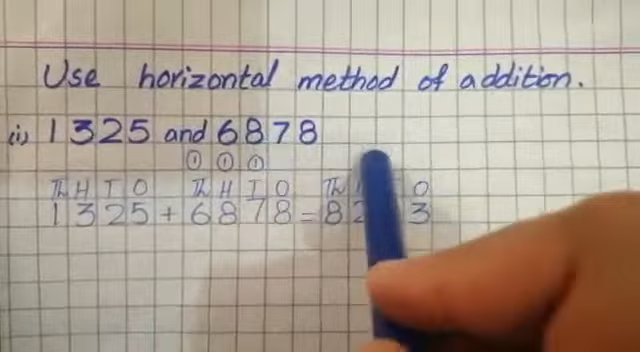 Use horizontal method of addition.
(i) 1325 and 6878
① ① ①
Th H T O Th H T O Th O
1325 + 6878 = 82 3